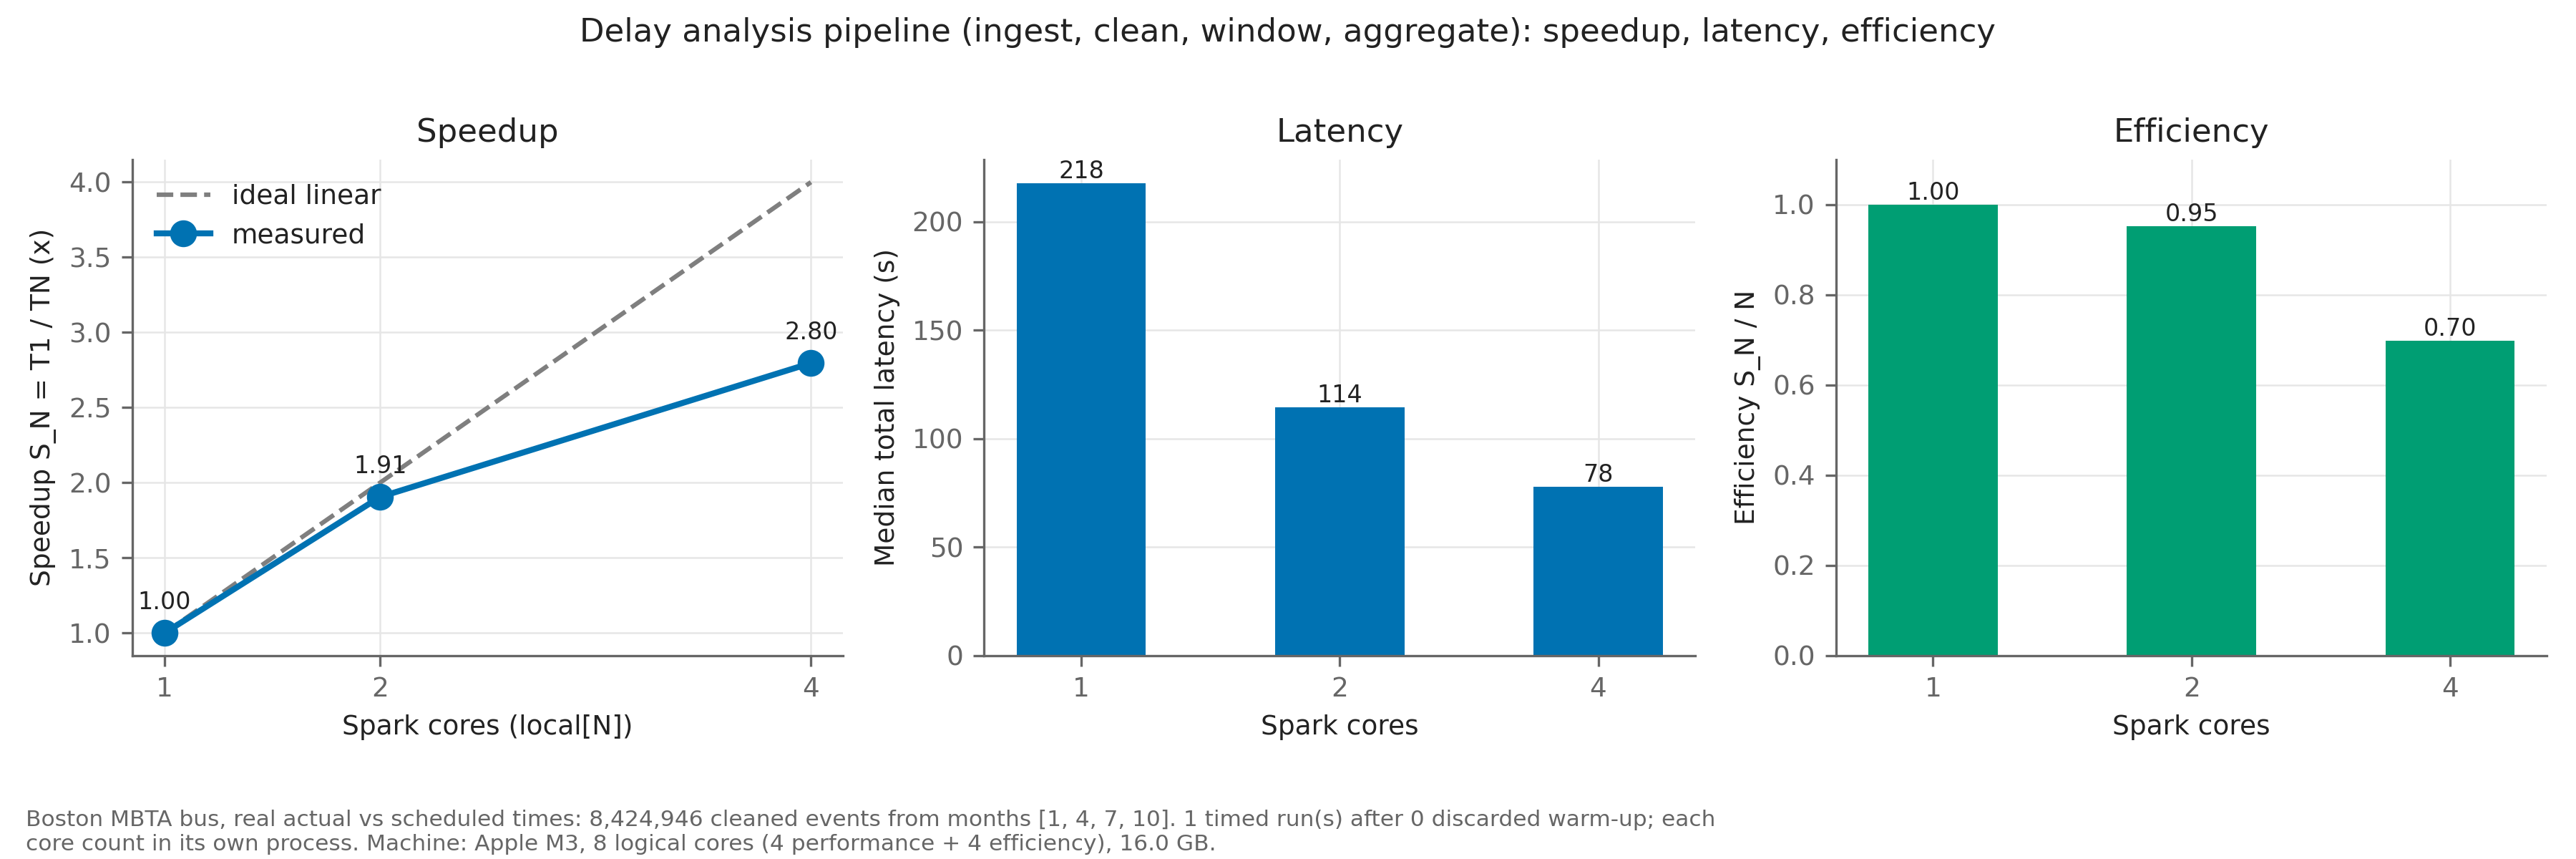 Delay analysis pipeline (ingest, clean, window, aggregate): speedup, latency, efficiency
Speedup
Speedup S_N = T1 / TN (x)
4.0
3.5
3.0
2.5
2.0
1.5
1.0
ideal linear
measured
1.00
1.91
2.80
1
2
4
Spark cores (local[N])
Latency
Median total latency (s)
200
150
100
50
0
218
114
78
1
2
4
Spark cores
Efficiency
Efficiency S_N / N
1.0
0.8
0.6
0.4
0.2
0.0
1.00
0.95
0.70
1
2
4
Spark cores
Boston MBTA bus, real actual vs scheduled times: 8,424,946 cleaned events from months [1, 4, 7, 10]. 1 timed run(s) after 0 discarded warm-up; each
core count in its own process. Machine: Apple M3, 8 logical cores (4 performance + 4 efficiency), 16.0 GB.